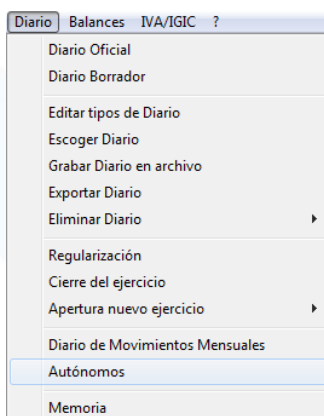 Diario Balances IVA/IGIC ?
Diario Oficial
Diario Borrador
Editar tipos de Diario
Escoger Diario
Grabar Diario en archivo
Exportar Diario
Eliminar Diario
Regularización
Cierre del ejercicio
Apertura nuevo ejercicio
Diario de Movimientos Mensuales
Autónomos
Memoria